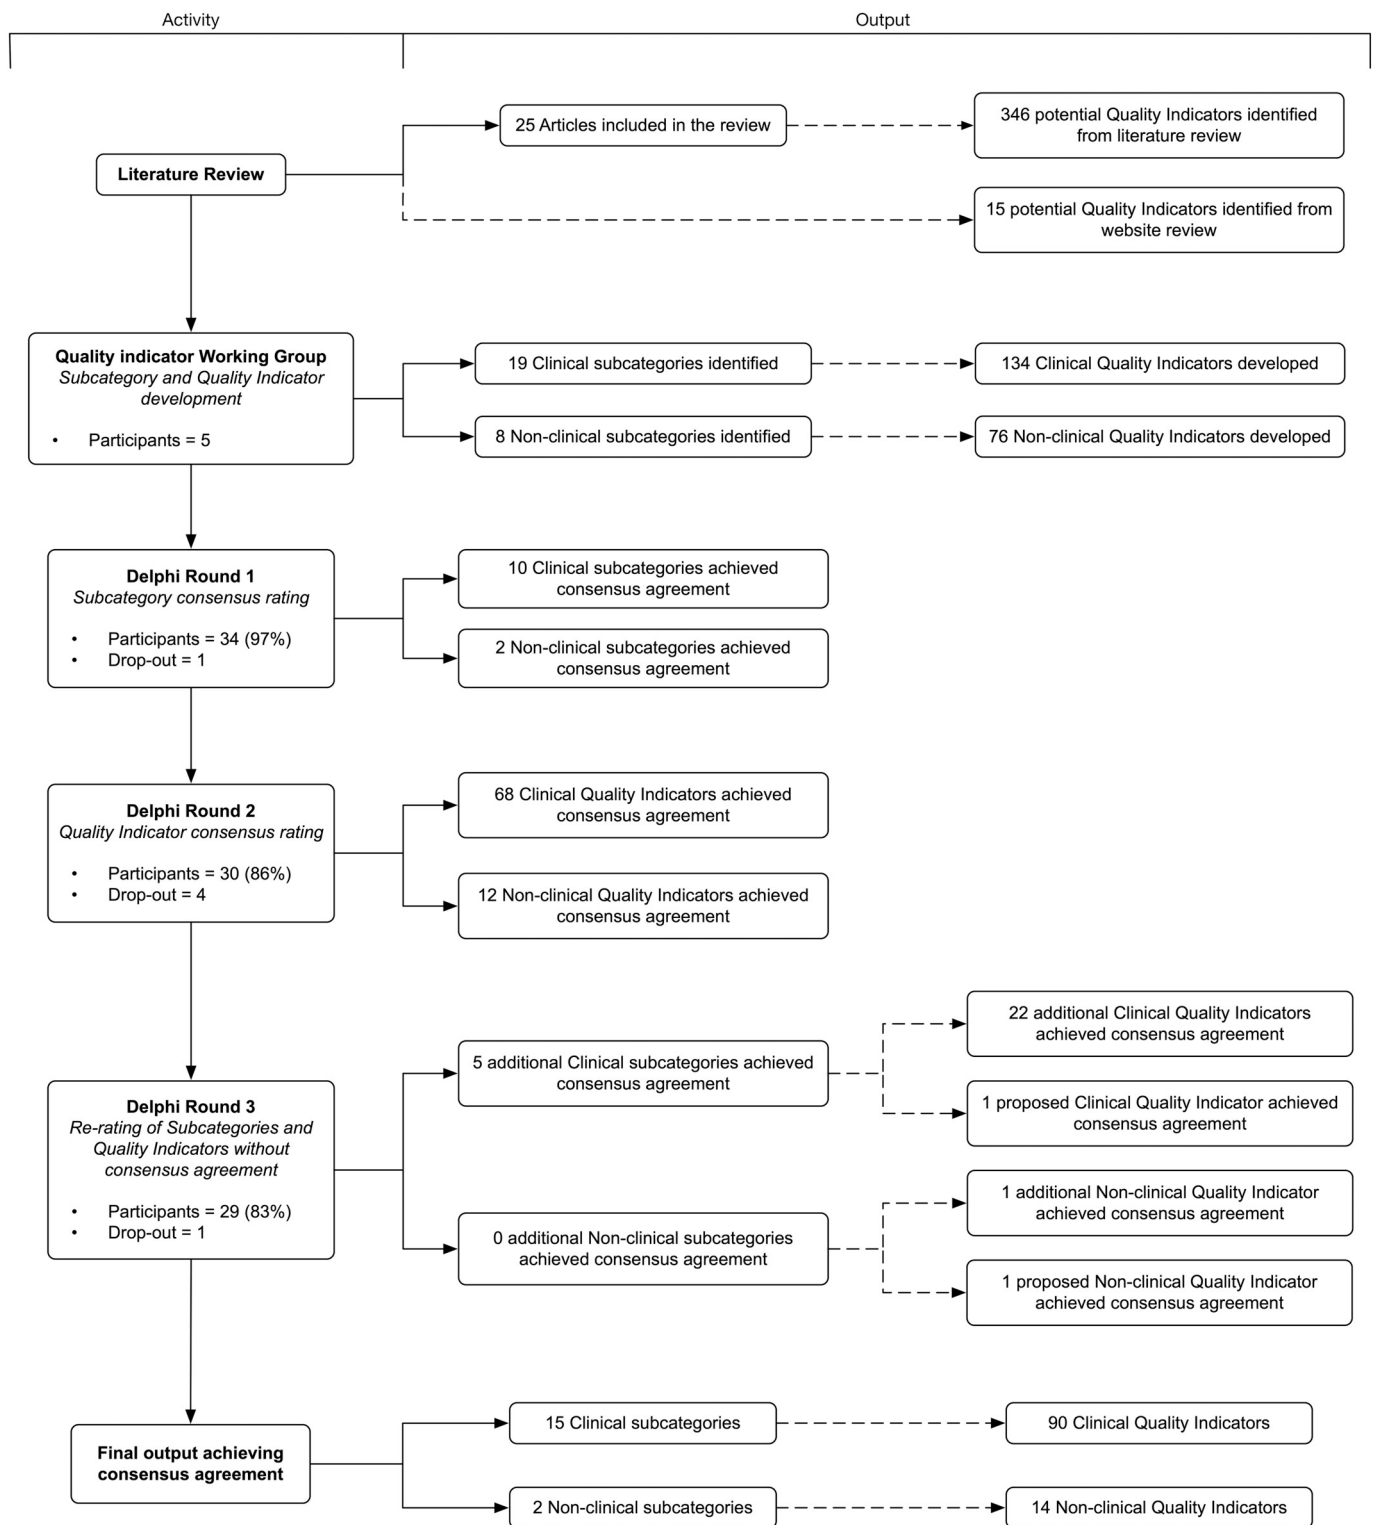 Activity
Output
25 Articles included in the review
346 potential Quality Indicators identified
from literature review
Literature Review
15 potential Quality Indicators identified from
website review
Quality indicator Working Group
Subcategory and Quality Indicator
development
• Participants = 5
19 Clinical subcategories identified
134 Clinical Quality Indicators developed
8 Non-clinical subcategories identified
76 Non-clinical Quality Indicators developed
Delphi Round 1
Subcategory consensus rating
• Participants = 34 (97%)
• Drop-out = 1
10 Clinical subcategories achieved
consensus agreement
2 Non-clinical subcategories achieved
consensus agreement
Delphi Round 2
Quality Indicator consensus rating
• Participants = 30 (86%)
• Drop-out = 4
68 Clinical Quality Indicators achieved
consensus agreement
12 Non-clinical Quality Indicators achieved
consensus agreement
Delphi Round 3
Re-rating of Subcategories and
Quality Indicators without
consensus agreement
• Participants = 29 (83%)
• Drop-out = 1
5 additional Clinical subcategories achieved
consensus agreement
22 additional Clinical Quality Indicators
achieved consensus agreement
1 proposed Clinical Quality Indicator achieved
consensus agreement
0 additional Non-clinical subcategories
achieved consensus agreement
1 additional Non-clinical Quality Indicator
achieved consensus agreement
1 proposed Non-clinical Quality Indicator
achieved consensus agreement
Final output achieving
consensus agreement
15 Clinical subcategories
90 Clinical Quality Indicators
2 Non-clinical subcategories
14 Non-clinical Quality Indicators